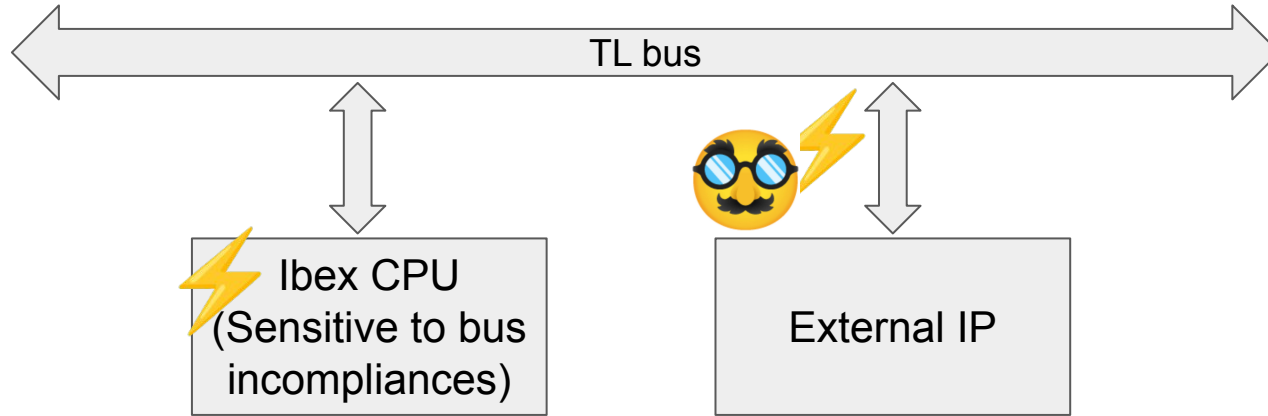 TL bus
Ibex CPU
(Sensitive to bus
incompliances)
External IP